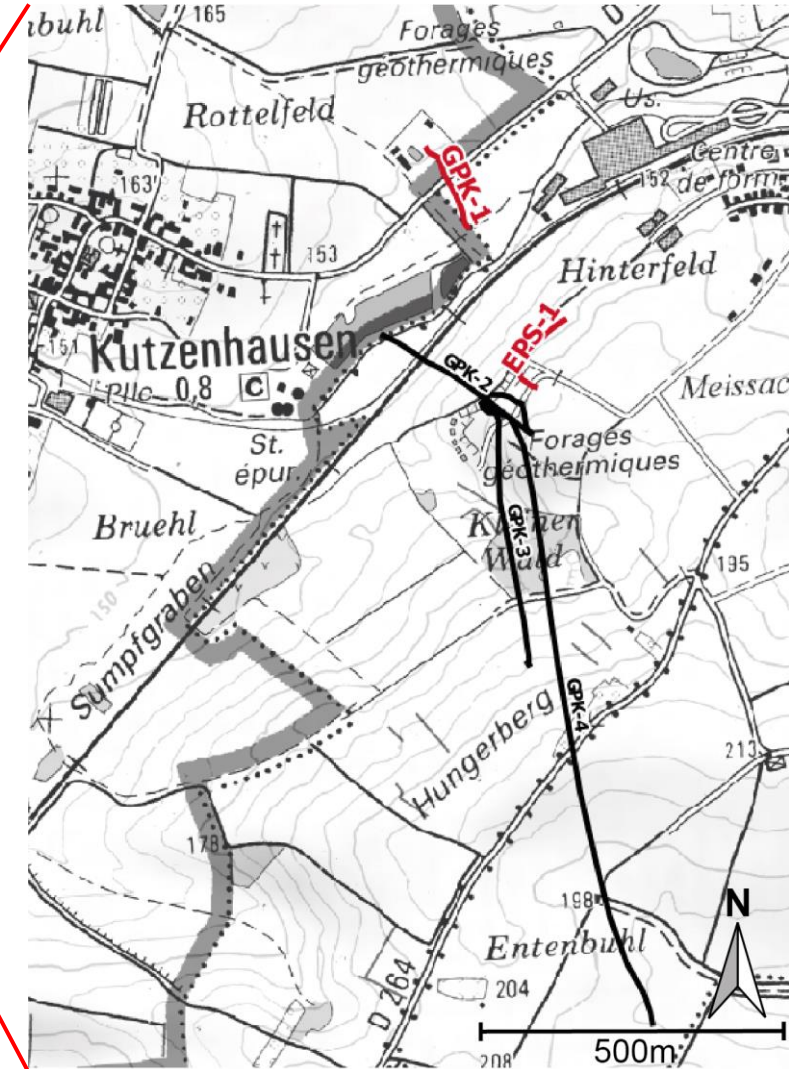 165
Forages
géothermiques
D
Rottelfeld
Us.
GPK-1
Centre
de form
163
152
153
Hinterfeld
EPS-1
151
Kutzenhausen
GPK-2
Pllc 0,8
C
Meissac
St.
épur.
Forages
géothermiques
Bruehl
GPK-3
Wald
195
150
Sumpfgraben
GPK-4
Hungerberg
213
178
198
N
Entenbuhl
D 264
204
500m
208